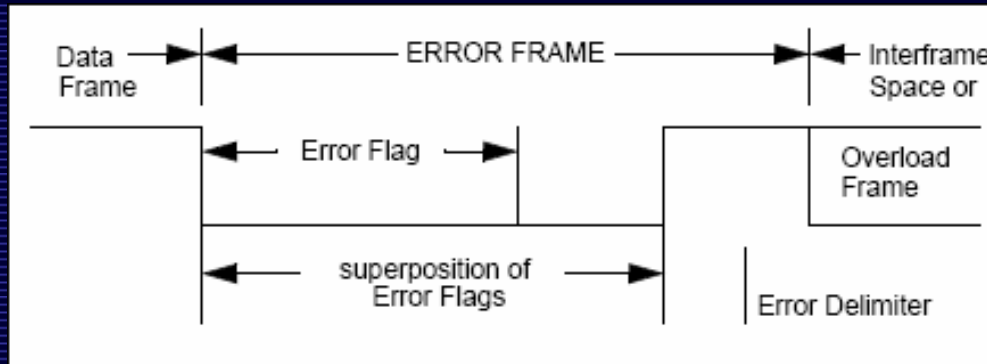 Data
Frame
ERROR FRAME
Interframe
Space or
Error Flag
Overload
Frame
superposition of
Error Flags
Error Delimiter